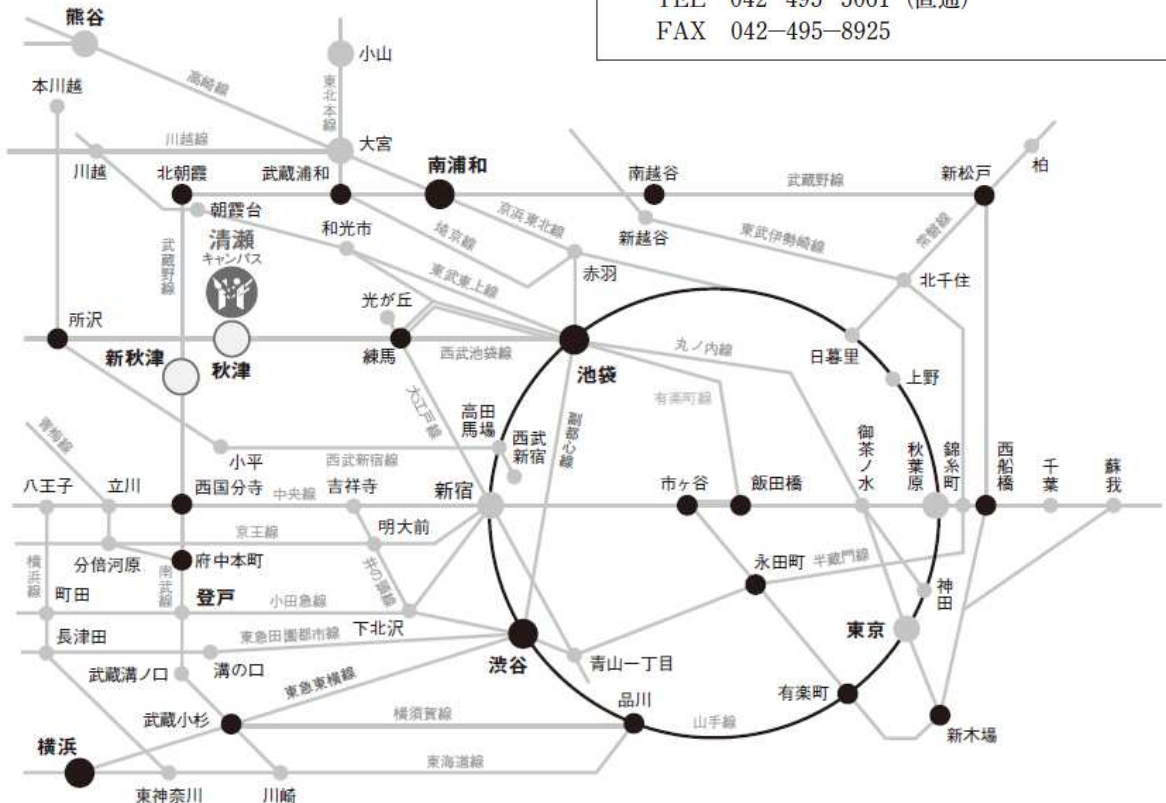 TEL 042—495—5061 (直通)
FAX 042—495—8925
熊谷
小山
本川越
高崎線
東北本線
川越線
大宮
川越
北朝霞
武蔵浦和
南浦和
南越谷
武蔵野線
新松戸
柏
朝霞台
和光市
京浜東北線
埼京線
新越谷
東武伊勢崎線
常磐線
清瀬
キャンパス
武蔵野線
東武東上線
赤羽
北千住
光が丘
所沢
新秋津
秋津
練馬
西武池袋線
池袋
丸ノ内線
日暮里
上野
有楽町線
大江戸線
高田馬場
西武新宿
副都心線
青梅線
小平
西武新宿線
御茶ノ水
秋葉原
錦糸町
西船橋
千葉
蘇我
八王子
立川
西国分寺
中央線
吉祥寺
新宿
市ヶ谷
飯田橋
京王線
明大前
分倍河原
府中本町
横浜線
南武線
井の頭線
永田町
半蔵門線
町田
登戸
小田急線
神田
長津田
東急田園都市線
下北沢
東京
武蔵溝ノ口
溝の口
渋谷
青山一丁目
東急東横線
品川
有楽町
武蔵小杉
横須賀線
山手線
新木場
横浜
東海道線
東神奈川
川崎